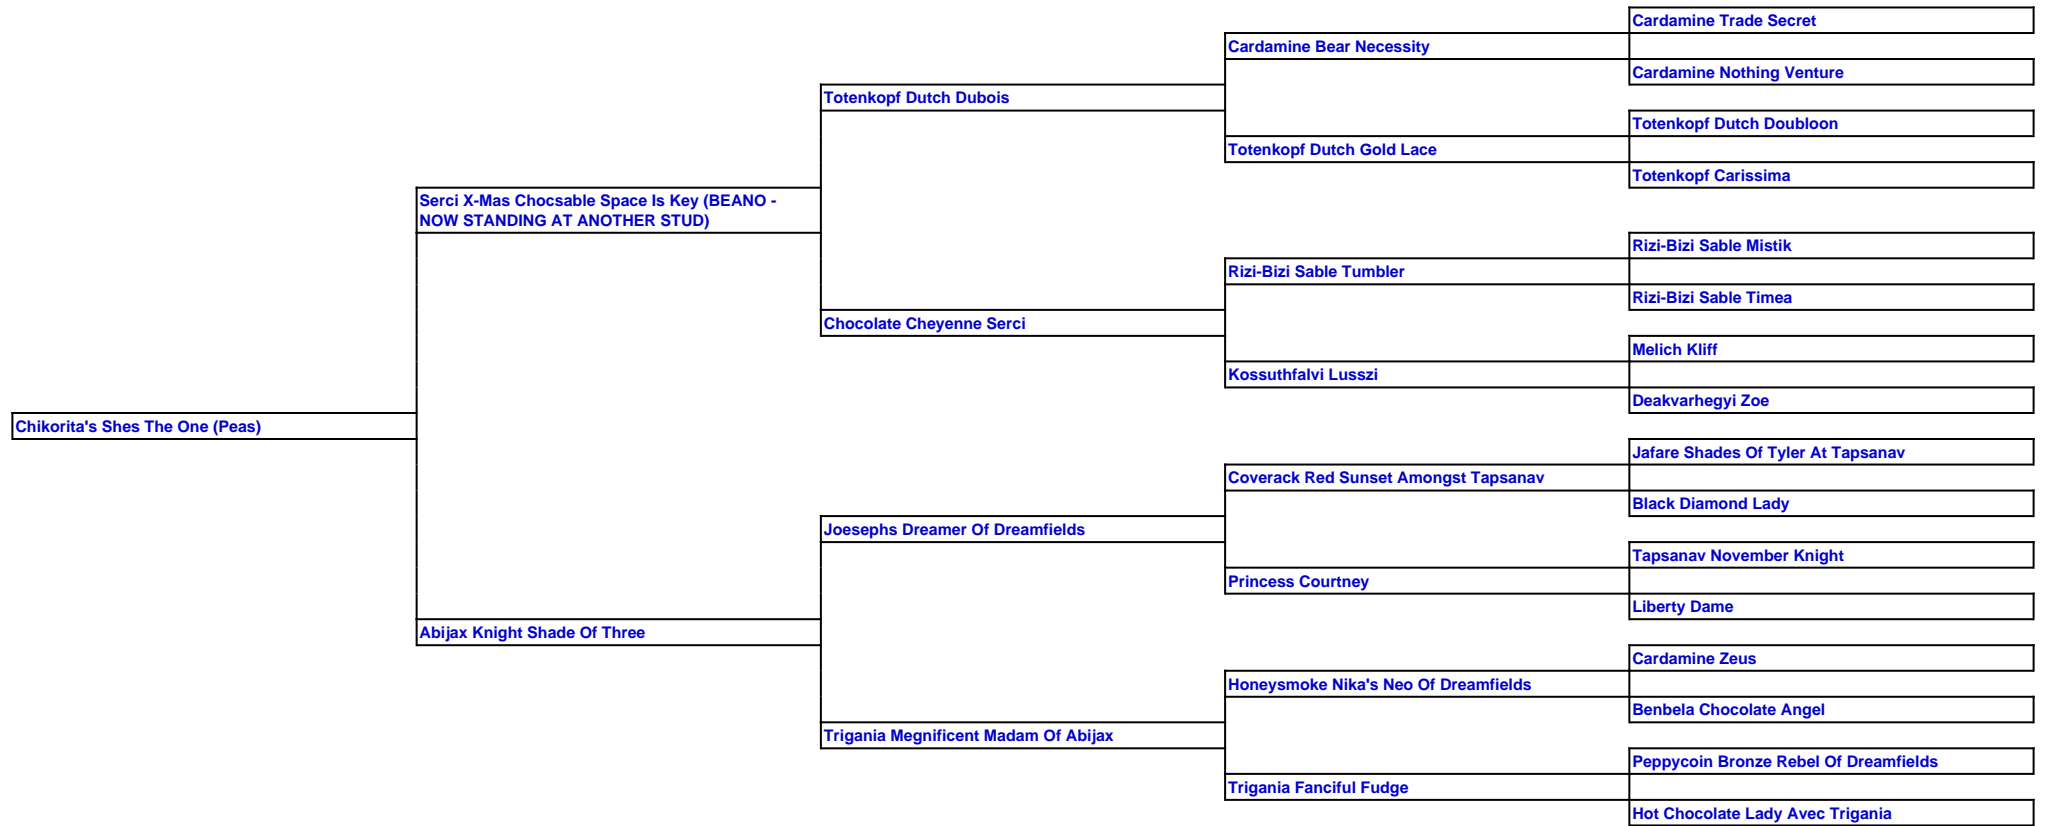 Cardamine Trade Secret
Cardamine Bear Necessity
Cardamine Nothing Venture
Totenkopf Dutch Dubois
Totenkopf Dutch Doubloon
Totenkopf Dutch Gold Lace
Totenkopf Carissima
Serci X-Mas Chocsable Space Is Key (BEANO -
NOW STANDING AT ANOTHER STUD)
Rizi-Bizi Sable Mistik
Rizi-Bizi Sable Tumbler
Rizi-Bizi Sable Timea
Chocolate Cheyenne Serci
Melich Kliff
Kossuthfalvi Lusszi
Deakvarhegyi Zoe
Chikorita's Shes The One (Peas)
Jafare Shades Of Tyler At Tapsanav
Coverack Red Sunset Amongst Tapsanav
Black Diamond Lady
Joesephs Dreamer Of Dreamfields
Tapsanav November Knight
Princess Courtney
Liberty Dame
Abijax Knight Shade Of Three
Cardamine Zeus
Honeysmoke Nika's Neo Of Dreamfields
Benbela Chocolate Angel
Trigania Megnificent Madam Of Abijax
Peppycoin Bronze Rebel Of Dreamfields
Trigania Fanciful Fudge
Hot Chocolate Lady Avec Trigania